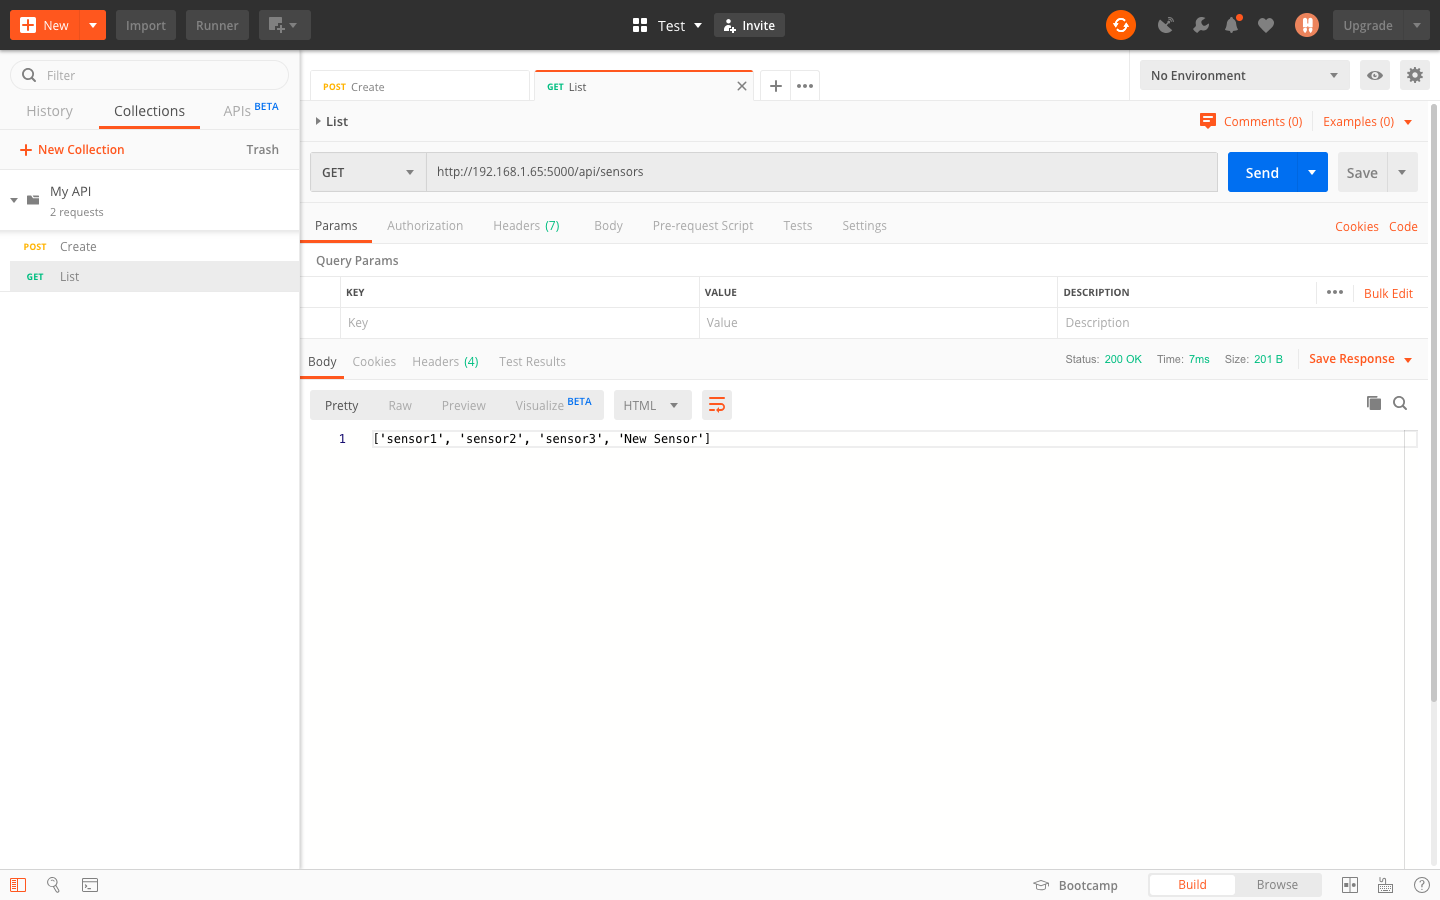 New
Import
Runner
Test
Invite
Upgrade
Filter
History
Collections
APIs BETA
New Collection
Trash
My API
2 requests
POST Create
GET List
POST Create
GET List
No Environment
List
Comments (0)
Examples (0)
GET
http://192.168.1.65:5000/api/sensors
Send
Save
Params
Authorization
Headers (7)
Body
Pre-request Script
Tests
Settings
Cookies
Code
Query Params
KEY
VALUE
DESCRIPTION
Bulk Edit
Key
Value
Description
Body
Cookies
Headers (4)
Test Results
Status: 200 OK
Time: 7ms
Size: 201 B
Save Response
Pretty
Raw
Preview
Visualize BETA
HTML
1 ['sensor1', 'sensor2', 'sensor3', 'New Sensor']
Bootcamp
Build
Browse